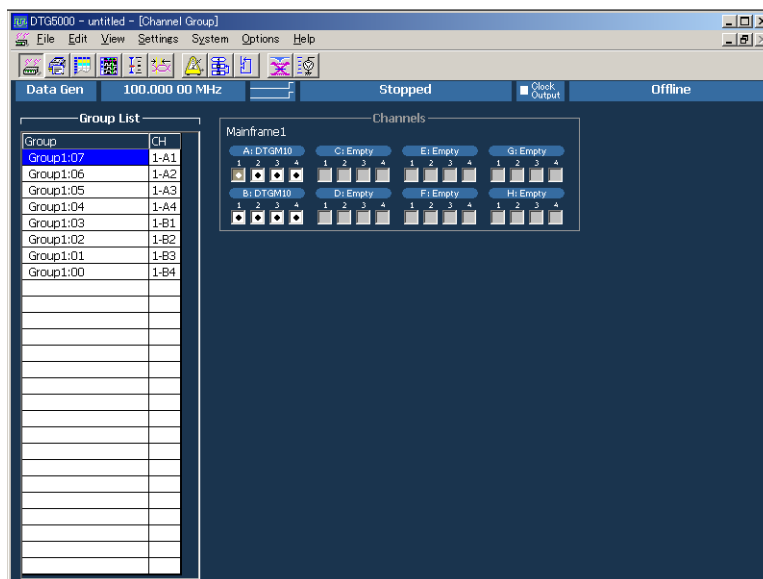 DTG5000 - untitled - [Channel Group]
File Edit View Settings System Options Help
Data Gen 100.000 00 MHz Stopped Clock Output Offline
Group List
Channels
Mainframe1
Group CH
Group1:07 1-A1
Group1:06 1-A2
Group1:05 1-A3
Group1:04 1-A4
Group1:03 1-B1
Group1:02 1-B2
Group1:01 1-B3
Group1:00 1-B4
A: DTGM10 C: Empty E: Empty G: Empty
1 2 3 4 1 2 3 4 1 2 3 4 1 2 3 4
B: DTGM10 D: Empty F: Empty H: Empty
1 2 3 4 1 2 3 4 1 2 3 4 1 2 3 4